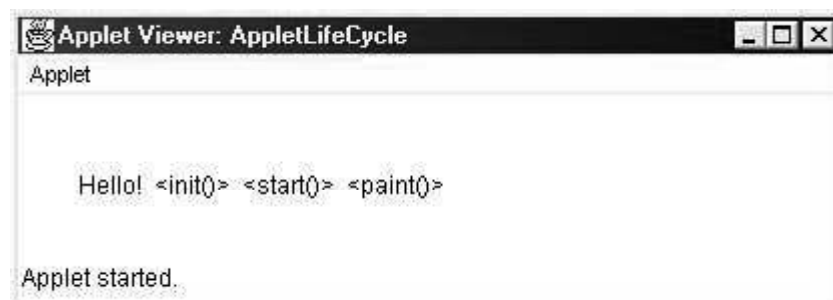 Applet Viewer: AppletLifeCycle
Applet
Hello! <init()> <start()> <paint()>
Applet started.